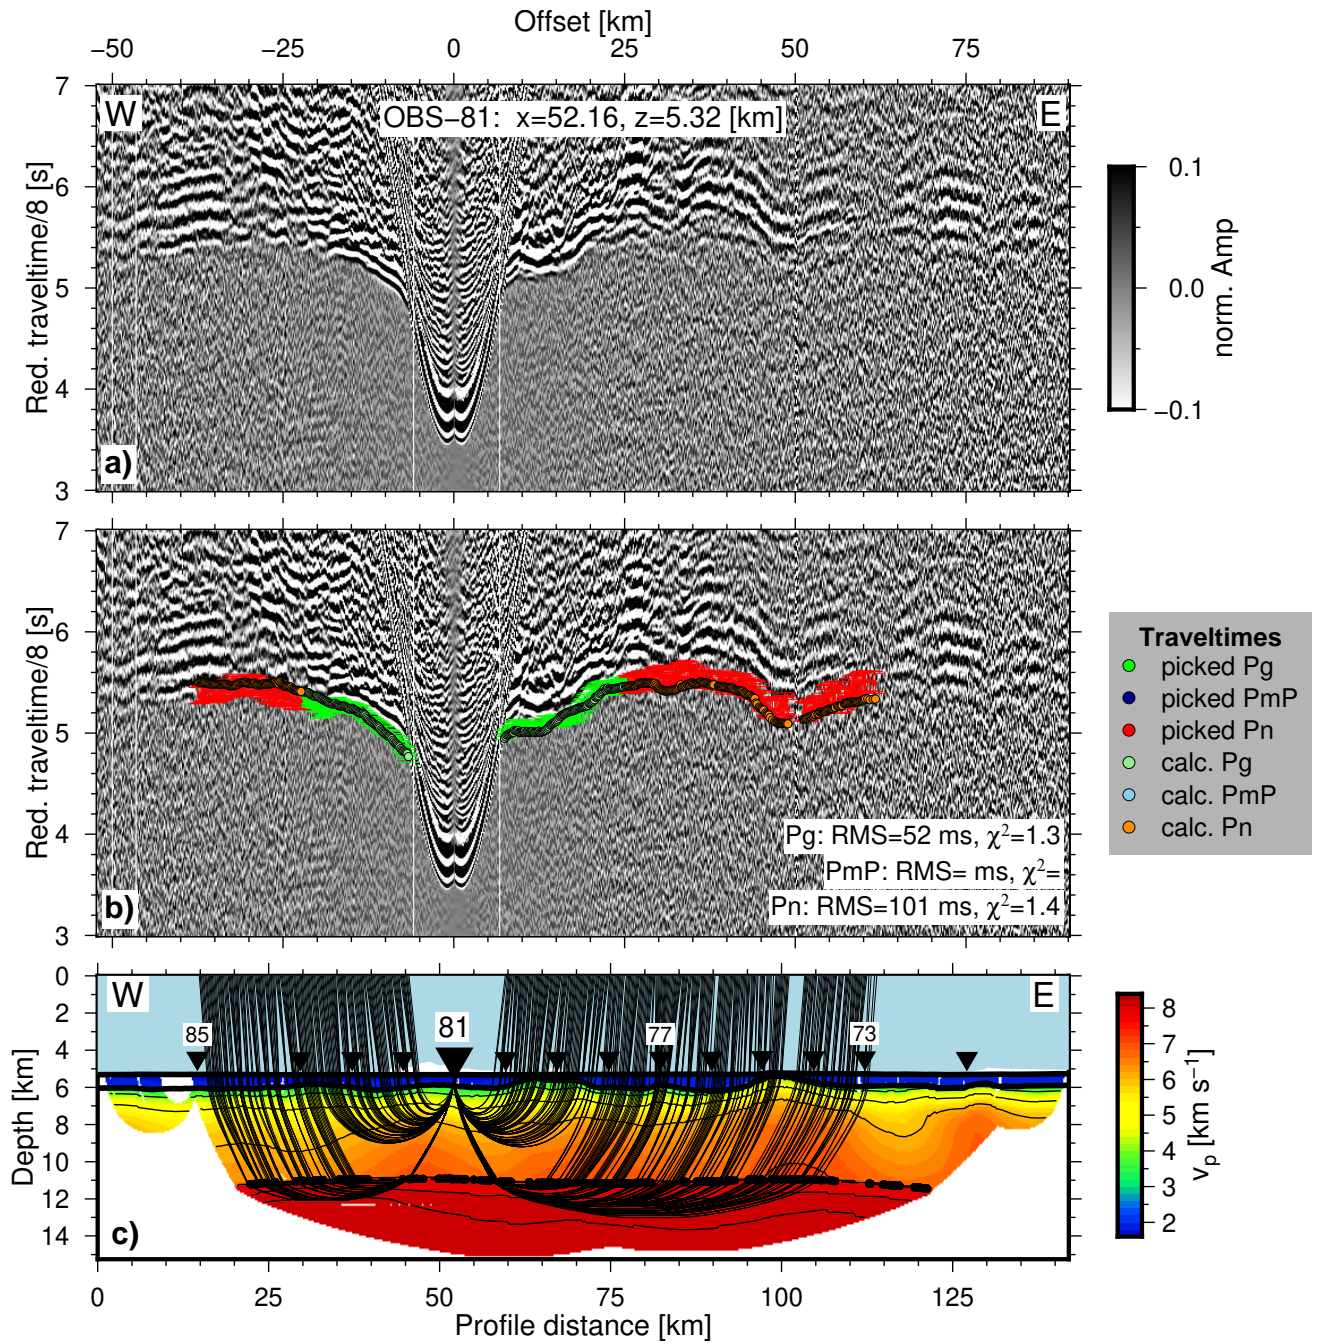 Offset [km]
−50 −25 0 25 50 75
7
6
5
4
3
Red. traveltime/8 [s]
W
OBS−81: x=52.16, z=5.32 [km]
E
a)
0.1
0.0
−0.1
norm. Amp
7
6
5
4
3
Red. traveltime/8 [s]
Pg: RMS=52 ms, χ²=1.3
PmP: RMS= ms, χ²=
Pn: RMS=101 ms, χ²=1.4
b)
Traveltimes
picked Pg
picked PmP
picked Pn
calc. Pg
calc. PmP
calc. Pn
0
2
4
6
8
10
12
14
Depth [km]
W
E
85
81
77
73
c)
8
7
6
5
4
3
2
vₚ [km s⁻¹]
0 25 50 75 100 125
Profile distance [km]